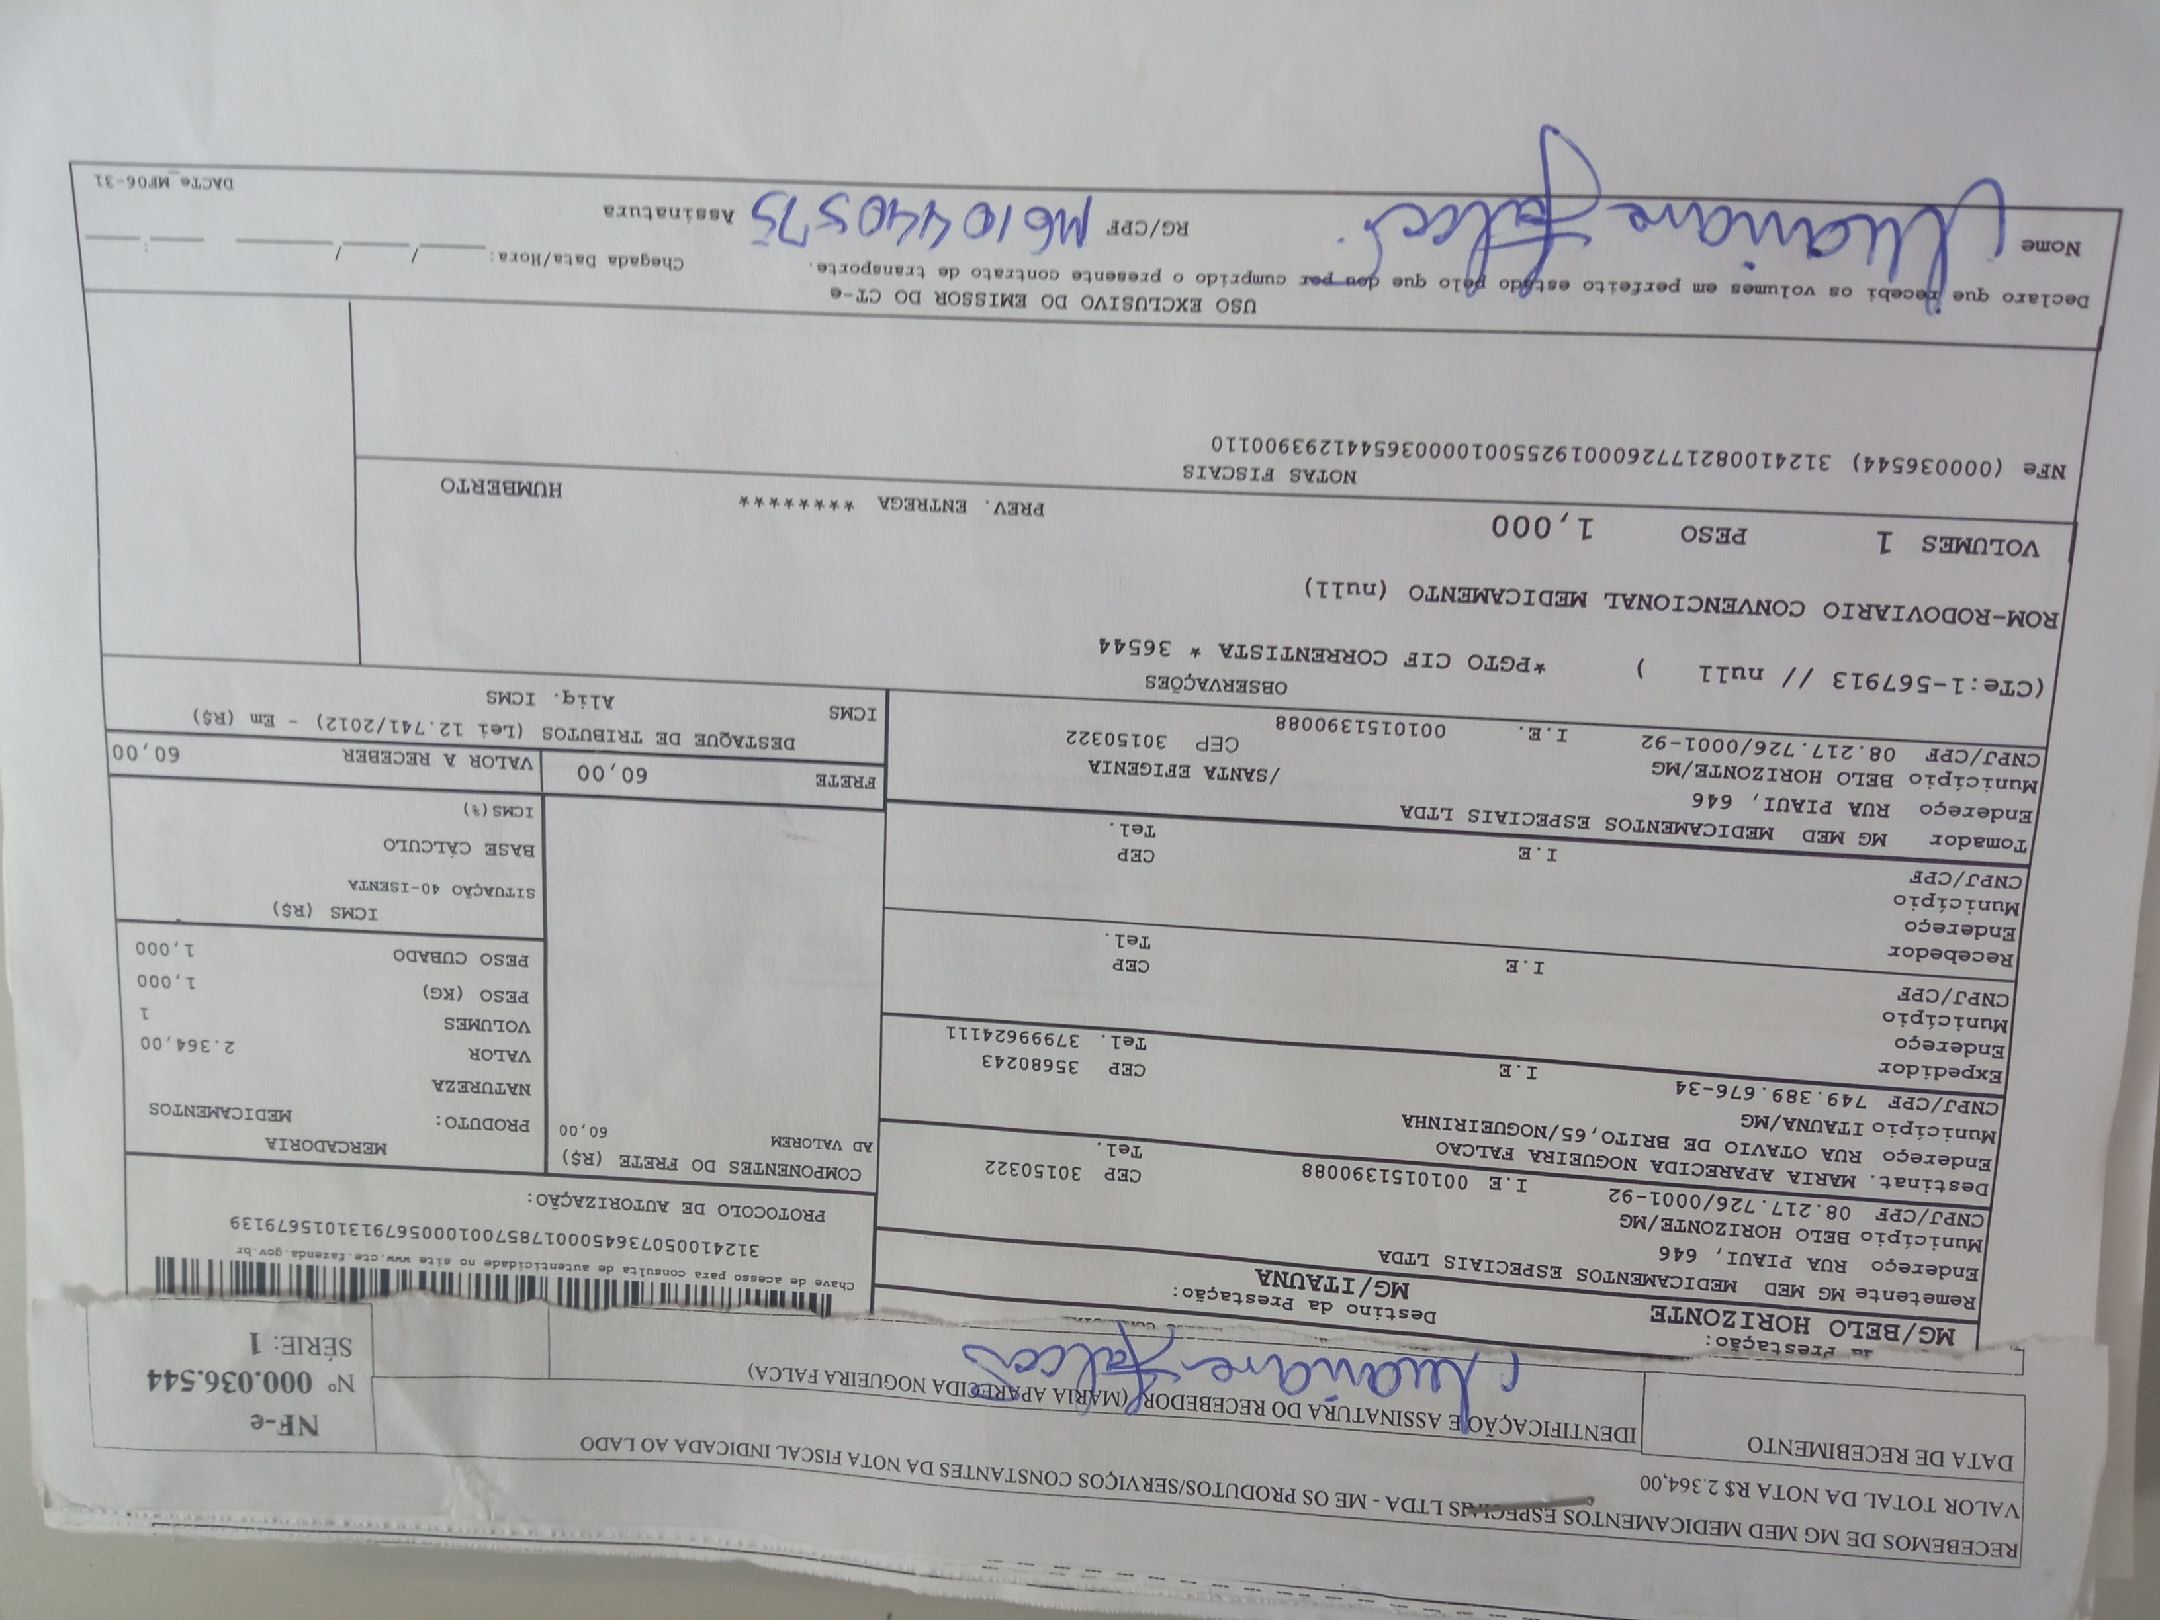 RECEBEMOS DE MG MED MEDICAMENTOS ESPECIAIS LTDA - ME OS PRODUTOS/SERVIÇOS CONSTANTES DA NOTA FISCAL INDICADA AO LADO
VALOR TOTAL DA NOTA R$ 2.364,00
DATA DE RECEBIMENTO
IDENTIFICAÇÃO E ASSINATURA DO RECEBEDOR (MARIA APARECIDA NOGUEIRA FALCA)
NF-e
Nº 000.036.544
SÉRIE: 1
Prestação:
MG/BELO HORIZONTE
Destino da Prestação:
MG/ITAUNA
Remetente MG MED MEDICAMENTOS ESPECIAIS LTDA
Endereço RUA PIAUI, 646
Município BELO HORIZONTE/MG
CEP 30150322
CNPJ/CPF 08.217.726/0001-92 I.E 0010151390088 Tel.
Destinat. MARIA APARECIDA NOGUEIRA FALCAO
Endereço RUA OTAVIO DE BRITO,65/NOGUEIRINHA
Município ITAUNA/MG
CEP 35680243
CNPJ/CPF 749.389.676-34 I.E Tel. 37999624111
Expedidor
Endereço
Município
CEP
CNPJ/CPF I.E Tel.
Recebedor
Endereço
Município
CEP
CNPJ/CPF I.E Tel.
Tomador MG MED MEDICAMENTOS ESPECIAIS LTDA
Endereço RUA PIAUI, 646 /SANTA EFIGENIA
Município BELO HORIZONTE/MG CEP 30150322
CNPJ/CPF 08.217.726/0001-92 I.E. 0010151390088
Chave de acesso para consulta de autenticidade no site www.cte.fazenda.gov.br
31241005073645000178570010005679131015679139
PROTOCOLO DE AUTORIZAÇÃO:
COMPONENTES DO FRETE (R$)
AD VALOREM 60,00
MERCADORIA
PRODUTO: MEDICAMENTOS
NATUREZA
VALOR 2.364,00
VOLUMES 1
PESO (KG) 1,000
PESO CUBADO 1,000
ICMS (R$)
SITUAÇÃO 40-ISENTA
BASE CÁLCULO
ICMS(%)
FRETE 60,00
VALOR A RECEBER 60,00
DESTAQUE DE TRIBUTOS (Lei 12.741/2012) - Em (R$)
ICMS Aliq. ICMS
OBSERVAÇÕES
(CTe:1-567913 // null ) *PGTO CIF CORRENTISTA * 36544
ROM-RODOVIARIO CONVENCIONAL MEDICAMENTO (null)
VOLUMES 1 PESO 1,000 PREV. ENTREGA ******** HUMBERTO
NOTAS FISCAIS
NFe (000036544) 31241008217726000192550010000365441293900110
USO EXCLUSIVO DO EMISSOR DO CT-e
Declaro que recebi os volumes em perfeito estado pelo que dou por cumprido o presente contrato de transporte.
Chegada Data/Hora: ____/____/______ ____:____
Nome RG/CPF MG10440575 Assinatura
DACTe_MF06-31